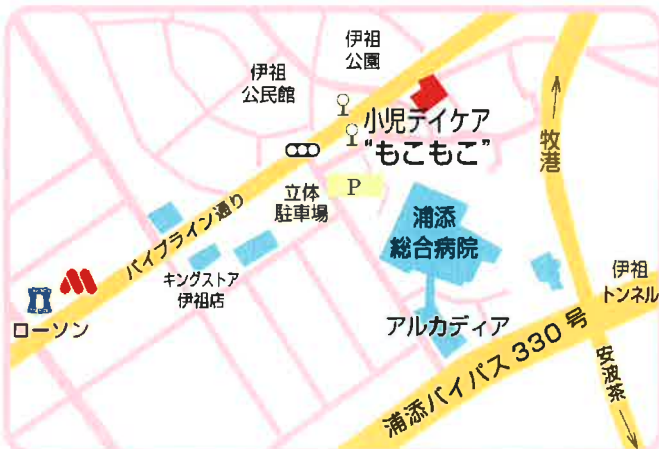 伊祖
公園
伊祖
公民館
小児デイケア
“もこもこ”
牧港
立体
駐車場
P
浦添
総合病院
パイプライン通り
キングストア
伊祖店
伊祖
トンネル
ローソン
アルカディア
浦添バイパス330号
安波茶